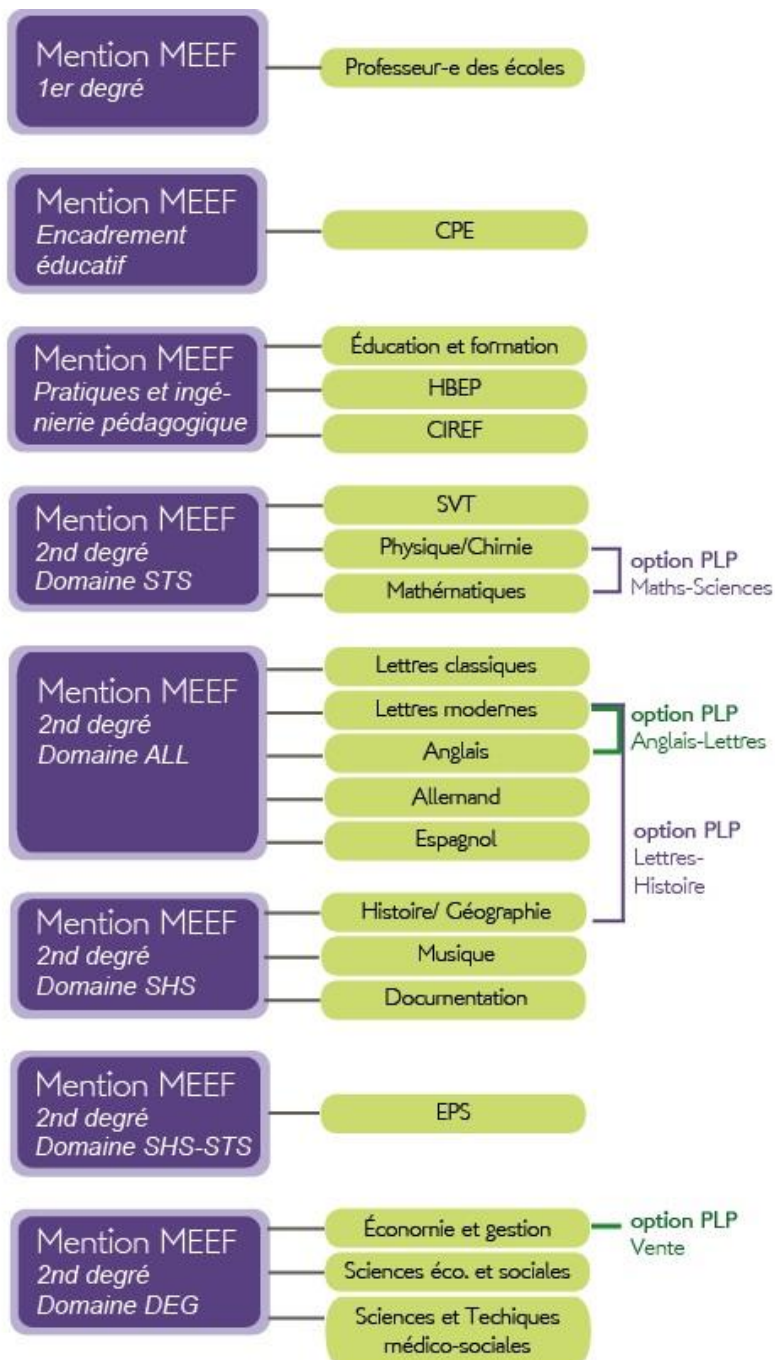 Mention MEEF
1er degré
Professeur-e des écoles
Mention MEEF
Encadrement
éducatif
CPE
Mention MEEF
Pratiques et ingé-
nierie pédagogique
Éducation et formation
HBEP
CIREF
Mention MEEF
2nd degré
Domaine STS
SVT
Physique/Chimie
Mathématiques
option PLP
Maths-Sciences
Mention MEEF
2nd degré
Domaine ALL
Lettres classiques
Lettres modernes
Anglais
Allemand
Espagnol
option PLP
Anglais-Lettres
option PLP
Lettres-
Histoire
Mention MEEF
2nd degré
Domaine SHS
Histoire/ Géographie
Musique
Documentation
Mention MEEF
2nd degré
Domaine SHS-STS
EPS
Mention MEEF
2nd degré
Domaine DEG
Économie et gestion
Sciences éco. et sociales
Sciences et Techiques
médico-sociales
option PLP
Vente